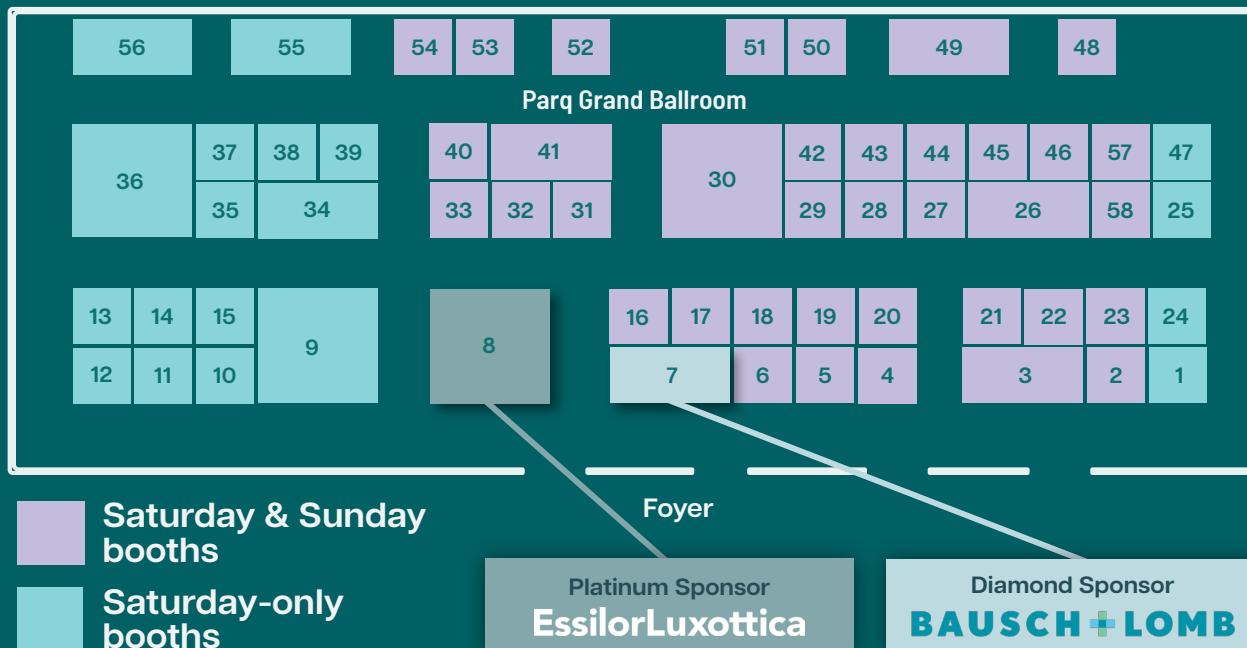 56 55 54 53 52 51 50 49 48
Parq Grand Ballroom
36 37 38 39 40 41 30 42 43 44 45 46 57 47
35 34 33 32 31 29 28 27 26 58 25
13 14 15 9 8 16 17 18 19 20 21 22 23 24
12 11 10 7 6 5 4 3 2 1
Foyer
Saturday & Sunday
booths
Saturday-only
booths
Platinum Sponsor
EssilorLuxottica
Diamond Sponsor
BAUSCH + LOMB